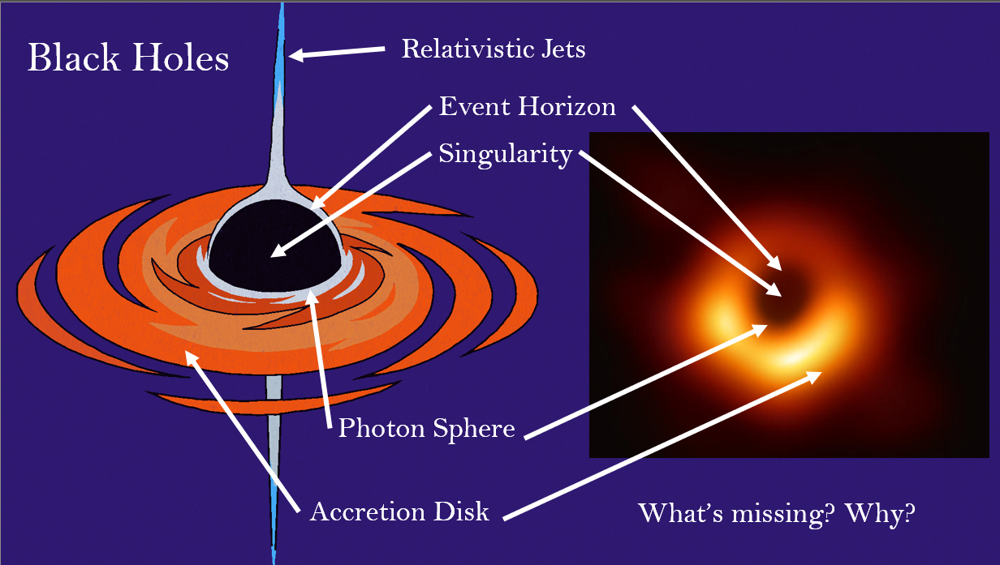 Black Holes
Relativistic Jets
Event Horizon
Singularity
Photon Sphere
Accretion Disk
What's missing? Why?